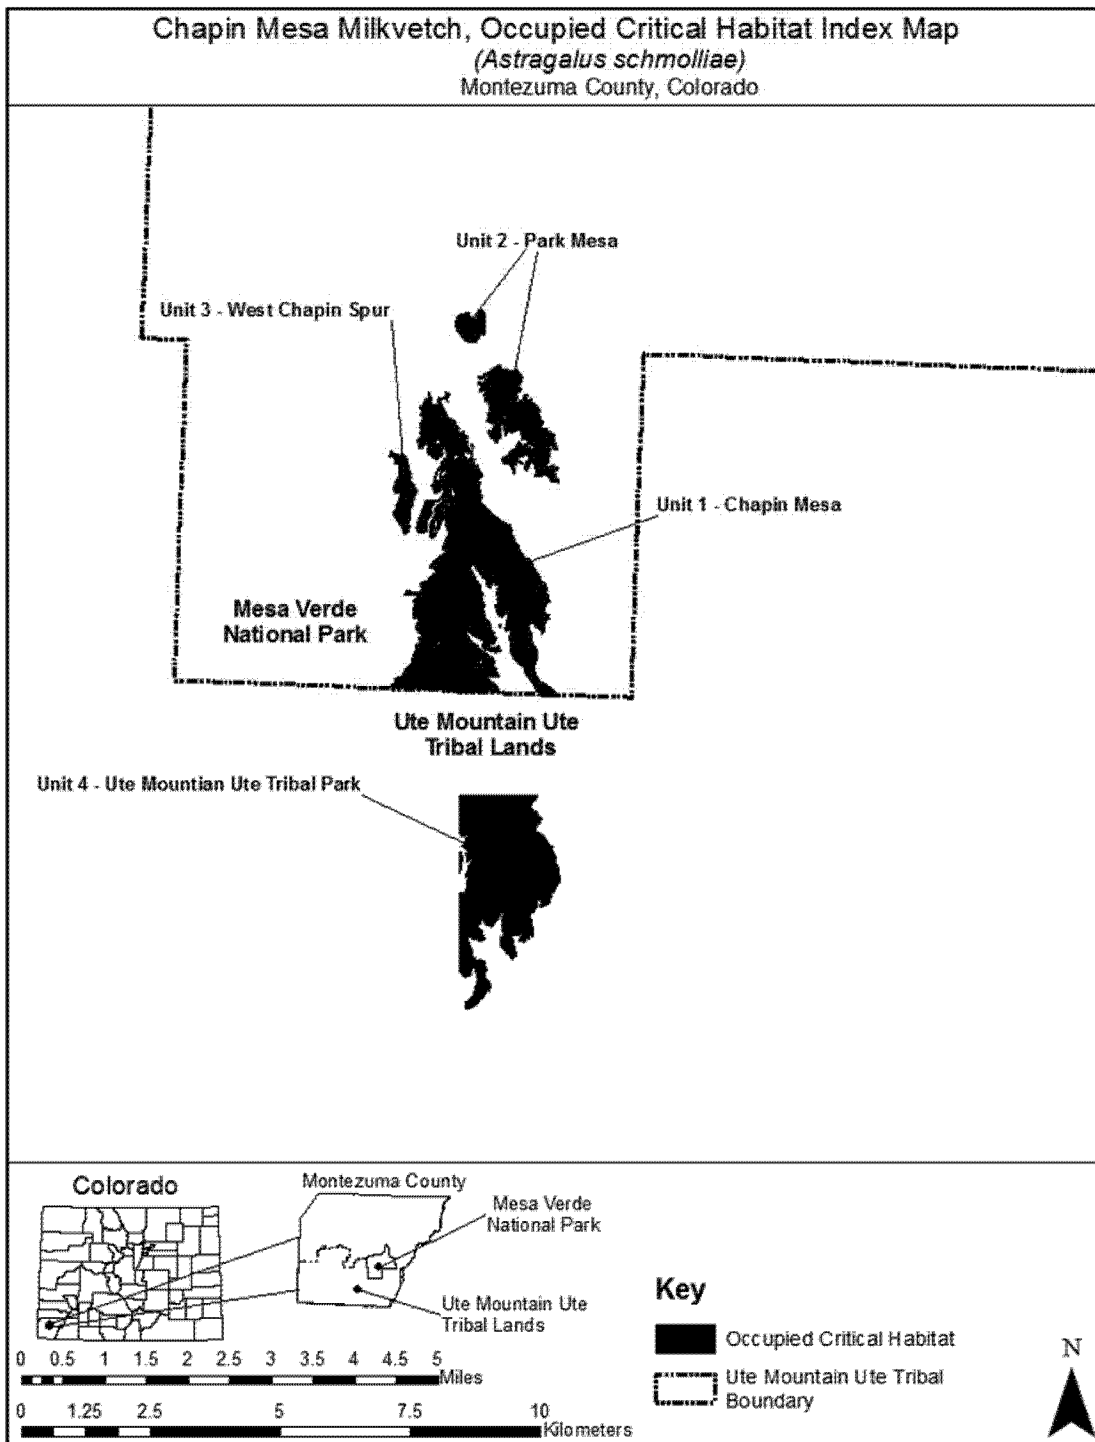 Chapin Mesa Milkvetch, Occupied Critical Habitat Index Map
(Astragalus schmolliae)
Montezuma County, Colorado
Unit 2 - Park Mesa
Unit 3 - West Chapin Spur
Unit 1 - Chapin Mesa
Mesa Verde
National Park
Ute Mountain Ute
Tribal Lands
Unit 4 - Ute Mountian Ute Tribal Park
Colorado
Montezuma County
Mesa Verde
National Park
Ute Mountain Ute
Tribal Lands
0 0.5 1 1.5 2 2.5 3 3.5 4 4.5 5
Miles
0 1.25 2.5 5 7.5 10
Kilometers
Key
Occupied Critical Habitat
Ute Mountain Ute Tribal
Boundary
N